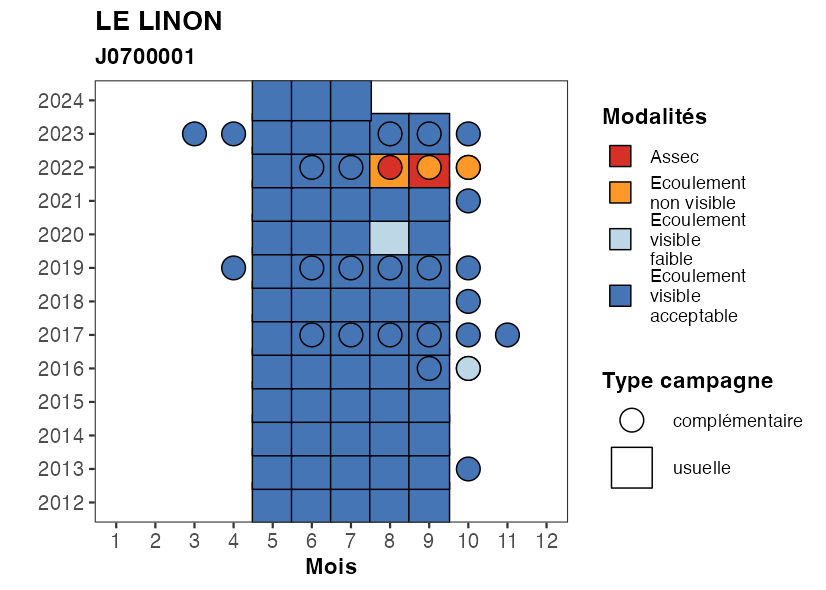 LE LINON
J0700001
2024
2023
2022
2021
2020
2019
2018
2017
2016
2015
2014
2013
2012
1 2 3 4 5 6 7 8 9 10 11 12
Mois
Modalités
Assec
Ecoulement
non visible
Ecoulement
visible
faible
Ecoulement
visible
acceptable
Type campagne
complémentaire
usuelle